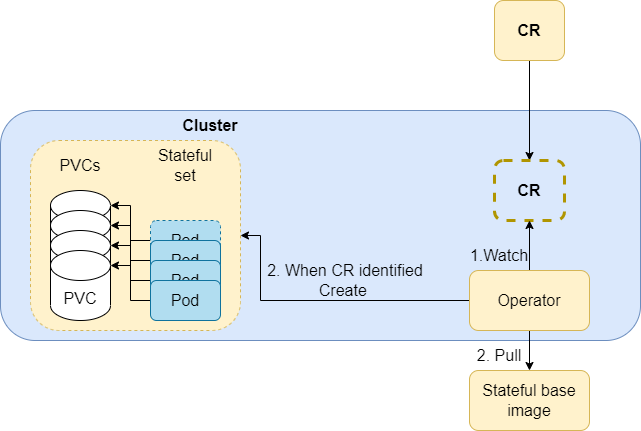 CR
Cluster
PVCs
Stateful
set
CR
Pod
Pod
Pod
Pod
PVC
1.Watch
2. When CR identified
Create
Operator
2. Pull
Stateful base
image